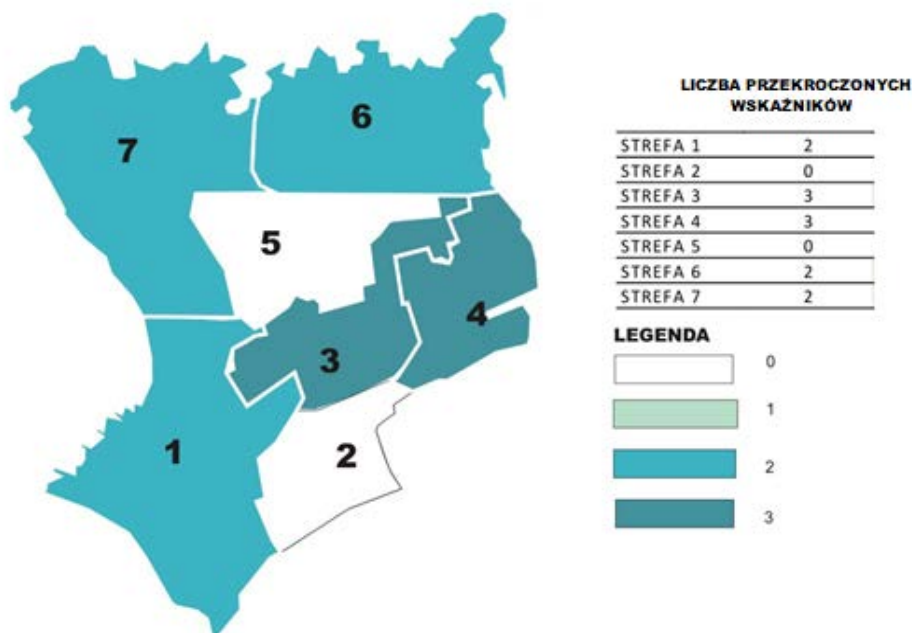 6
7
5
4
3
2
1
LICZBA PRZEKROCZONYCH
WSKAŹNIKÓW
STREFA 1 2
STREFA 2 0
STREFA 3 3
STREFA 4 3
STREFA 5 0
STREFA 6 2
STREFA 7 2
LEGENDA
0
1
2
3